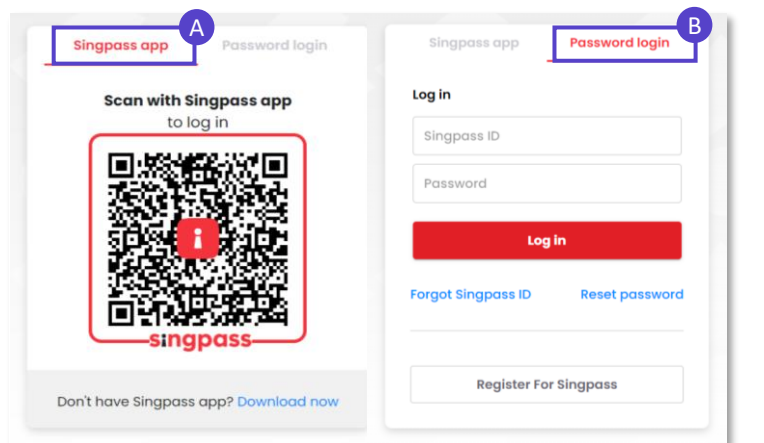 A
Singpass app
Password login
Scan with Singpass app
to log in
singpass
Don't have Singpass app? Download now
B
Singpass app
Password login
Log in
Singpass ID
Password
Log in
Forgot Singpass ID
Reset password
Register For Singpass